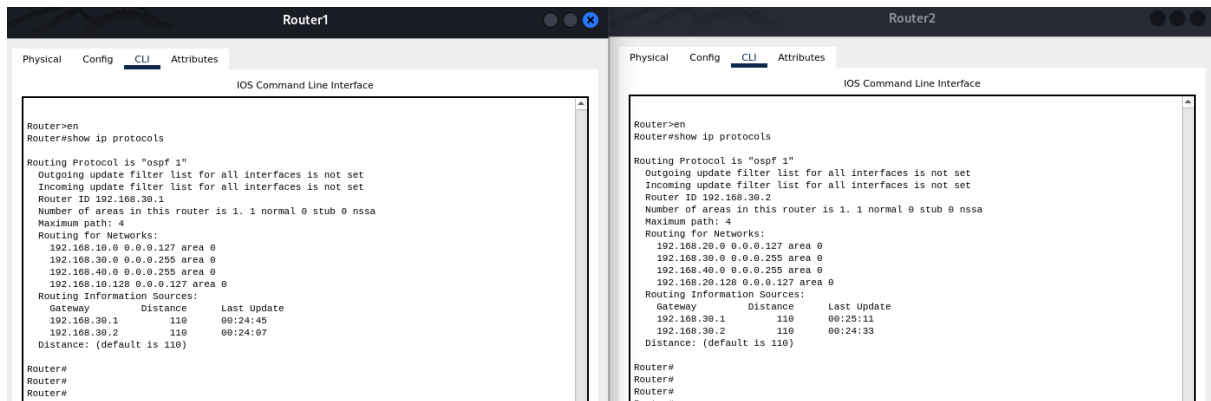 Router1
Physical Config CLI Attributes
IOS Command Line Interface
Router>en
Router#show ip protocols
Routing Protocol is "ospf 1"
Outgoing update filter list for all interfaces is not set
Incoming update filter list for all interfaces is not set
Router ID 192.168.30.1
Number of areas in this router is 1. 1 normal 0 stub 0 nssa
Maximum path: 4
Routing for Networks:
192.168.10.0 0.0.0.127 area 0
192.168.30.0 0.0.0.255 area 0
192.168.40.0 0.0.0.255 area 0
192.168.10.128 0.0.0.127 area 0
Routing Information Sources:
Gateway Distance Last Update
192.168.30.1 110 00:24:45
192.168.30.2 110 00:24:07
Distance: (default is 110)
Router#
Router#
Router#
Router2
Physical Config CLI Attributes
IOS Command Line Interface
Router>en
Router#show ip protocols
Routing Protocol is "ospf 1"
Outgoing update filter list for all interfaces is not set
Incoming update filter list for all interfaces is not set
Router ID 192.168.30.2
Number of areas in this router is 1. 1 normal 0 stub 0 nssa
Maximum path: 4
Routing for Networks:
192.168.20.0 0.0.0.127 area 0
192.168.30.0 0.0.0.255 area 0
192.168.40.0 0.0.0.255 area 0
192.168.20.128 0.0.0.127 area 0
Routing Information Sources:
Gateway Distance Last Update
192.168.30.1 110 00:25:11
192.168.30.2 110 00:24:33
Distance: (default is 110)
Router#
Router#
Router#